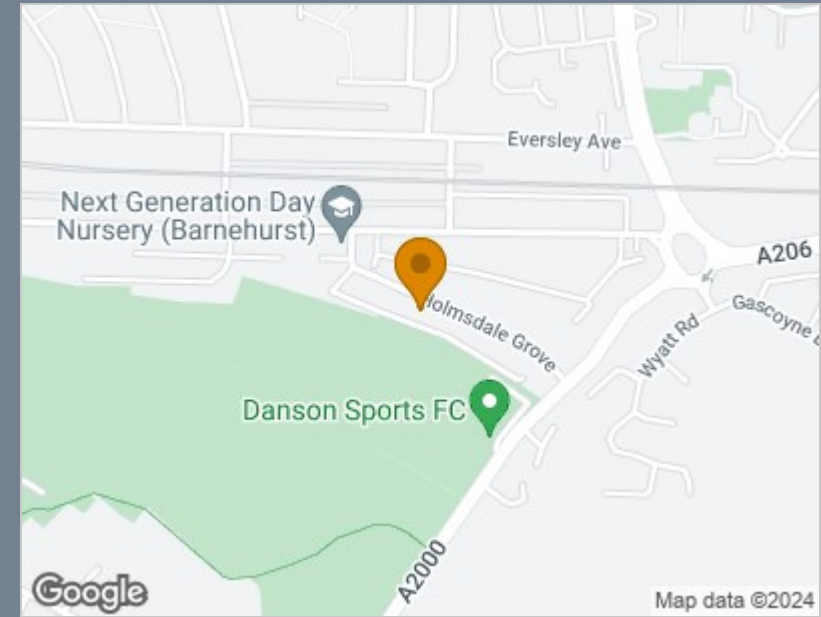 Eversley Ave
Next Generation Day
Nursery (Barnehurst)
A206
Holmsdale Grove
Wyatt Rd
Danson Sports FC
A2000
Google
Map data ©2024